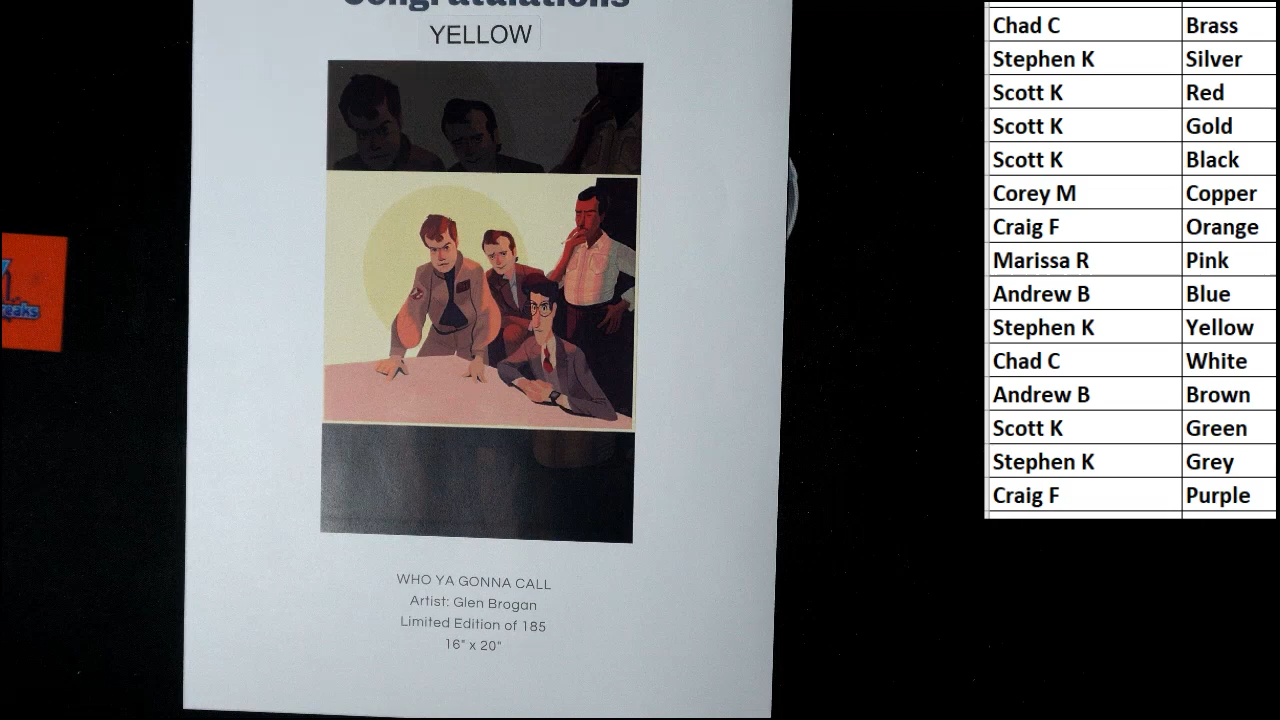 Congratulations
YELLOW
WHO YA GONNA CALL
Artist: Glen Brogan
Limited Edition of 185
16" x 20"
Chad C Brass
Stephen K Silver
Scott K Red
Scott K Gold
Scott K Black
Corey M Copper
Craig F Orange
Marissa R Pink
Andrew B Blue
Stephen K Yellow
Chad C White
Andrew B Brown
Scott K Green
Stephen K Grey
Craig F Purple